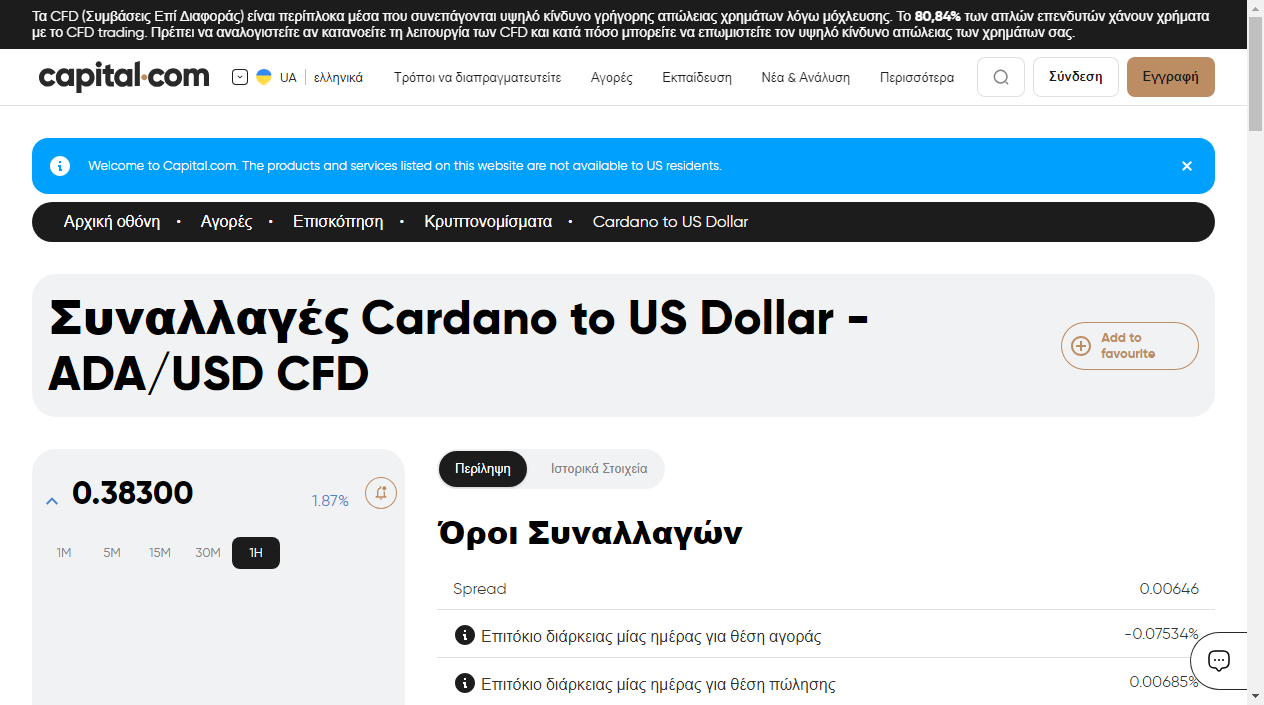 Τα CFD (Συμβάσεις Επί Διαφοράς) είναι περίπλοκα μέσα που συνεπάγονται υψηλό κίνδυνο γρήγορης απώλειας χρημάτων λόγω μόχλευσης. Το 80,84% των απλών επενδυτών χάνουν χρήματα
με το CFD trading. Πρέπει να αναλογιστείτε αν κατανοείτε τη λειτουργία των CFD και κατά πόσο μπορείτε να επωμιστείτε τον υψηλό κίνδυνο απώλειας των χρημάτων σας.
capital.com UA ελληνικά Τρόποι να διαπραγματευτείτε Αγορές Εκπαίδευση Νέα & Ανάλυση Περισσότερα Σύνδεση Εγγραφή
Welcome to Capital.com. The products and services listed on this website are not available to US residents.
Αρχική οθόνη • Αγορές • Επισκόπηση • Κρυπτονομίσματα • Cardano to US Dollar
Συναλλαγές Cardano to US Dollar -
ADA/USD CFD
Add to
favourite
0.38300 1.87%
1M 5M 15M 30M 1H
Περίληψη Ιστορικά Στοιχεία
Όροι Συναλλαγών
Spread 0.00646
Επιτόκιο διάρκειας μίας ημέρας για θέση αγοράς -0.07534%
Επιτόκιο διάρκειας μίας ημέρας για θέση πώλησης 0.00685%